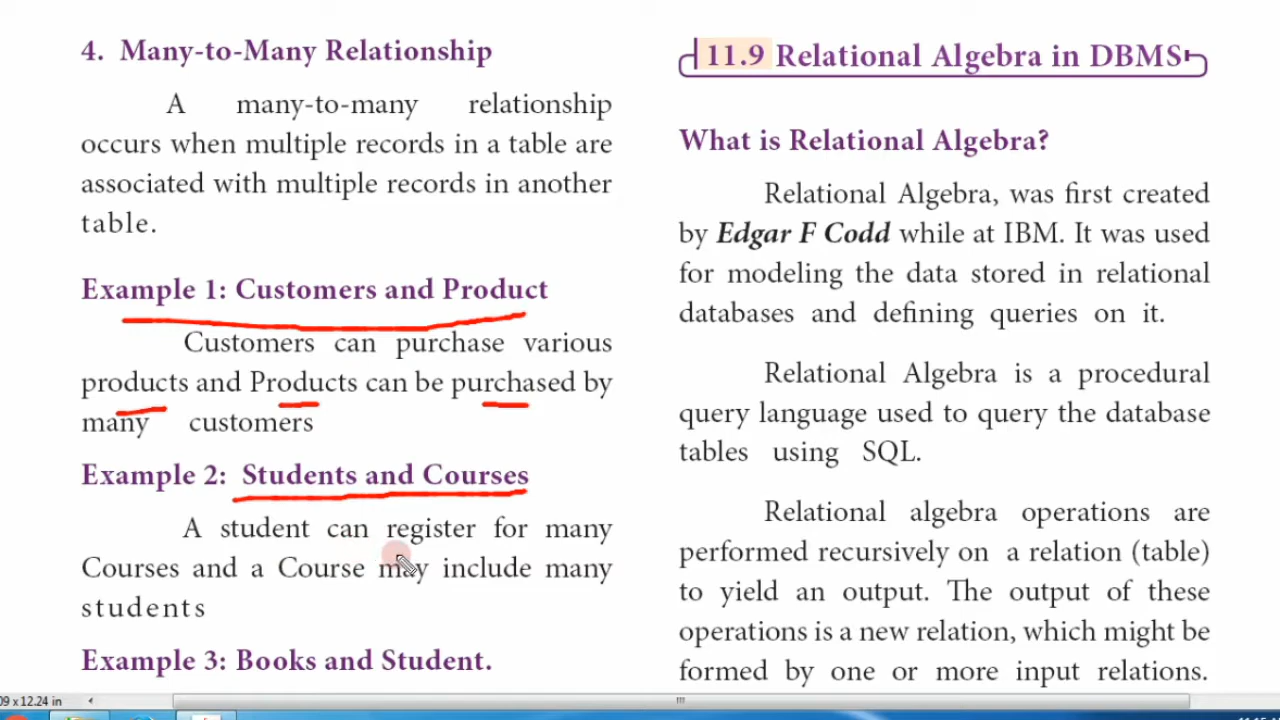 4. Many-to-Many Relationship
A many-to-many relationship
occurs when multiple records in a table are
associated with multiple records in another
table.
Example 1: Customers and Product
Customers can purchase various
products and Products can be purchased by
many customers
Example 2: Students and Courses
A student can register for many
Courses and a Course may include many
students
Example 3: Books and Student.
11.9 Relational Algebra in DBMS
What is Relational Algebra?
Relational Algebra, was first created
by Edgar F Codd while at IBM. It was used
for modeling the data stored in relational
databases and defining queries on it.
Relational Algebra is a procedural
query language used to query the database
tables using SQL.
Relational algebra operations are
performed recursively on a relation (table)
to yield an output. The output of these
operations is a new relation, which might be
formed by one or more input relations.
09 x 12.24 in